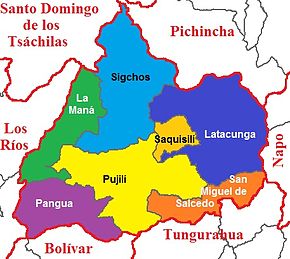 Santo Domingo
de los
Tsáchilas
Pichincha
Sigchos
La
Maná
Los
Ríos
Saquisilí
Latacunga
Napo
Pujilí
San
Miguel de
Salcedo
Pangua
Bolívar
Tungurahua